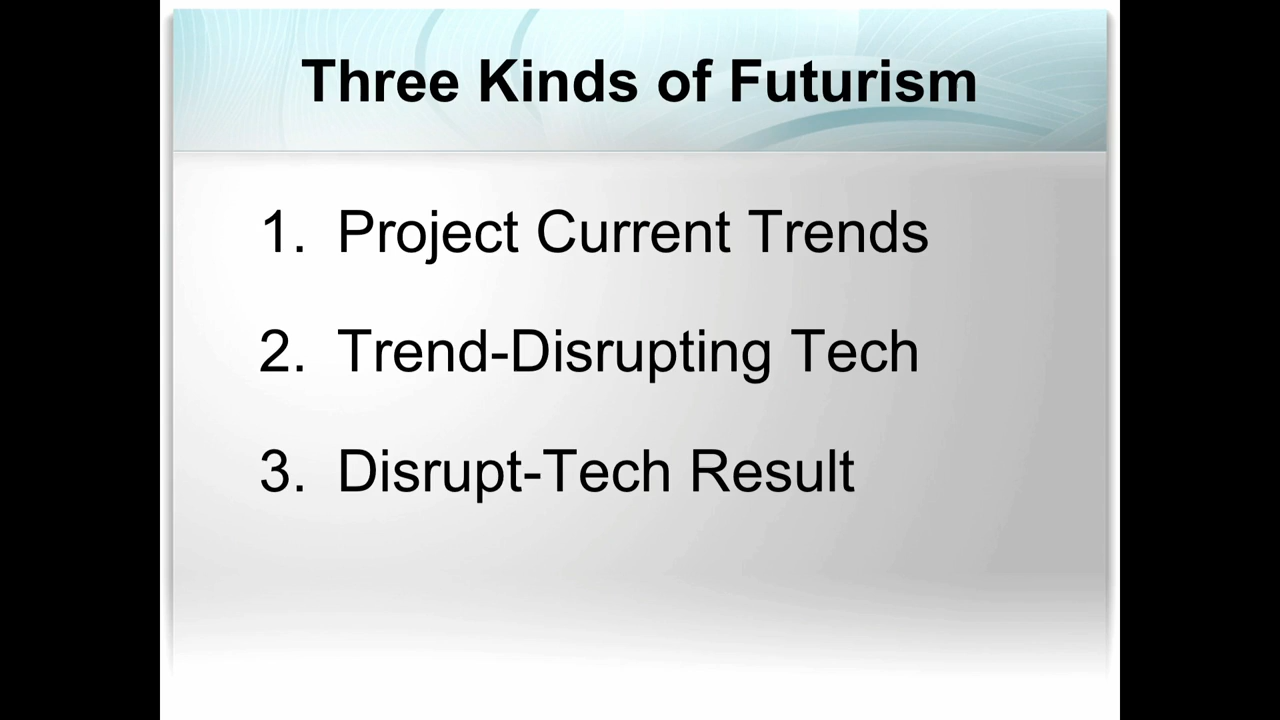 Three Kinds of Futurism
1. Project Current Trends
2. Trend-Disrupting Tech
3. Disrupt-Tech Result